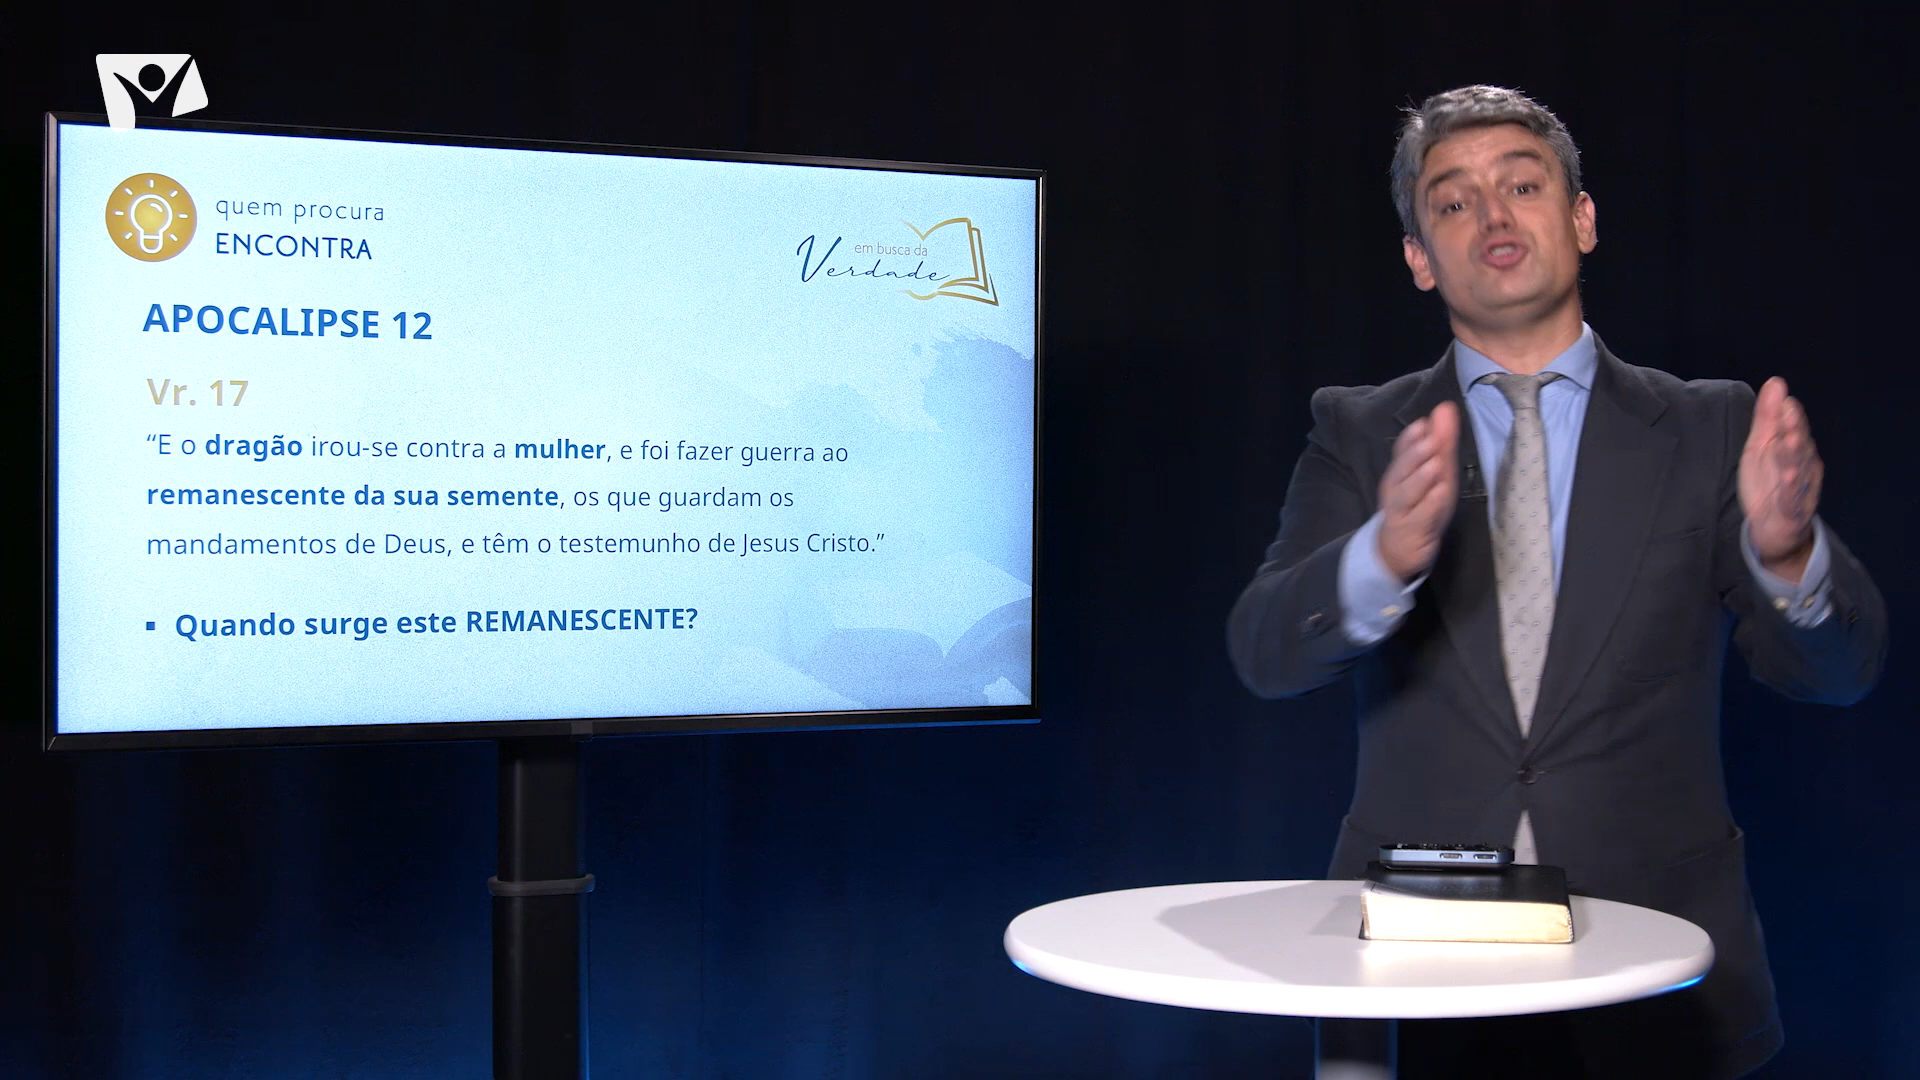 quem procura
ENCONTRA
em busca da
Verdade
APOCALIPSE 12
Vr. 17
“E o dragão irou-se contra a mulher, e foi fazer guerra ao
remanescente da sua semente, os que guardam os
mandamentos de Deus, e têm o testemunho de Jesus Cristo.”
▪ Quando surge este REMANESCENTE?